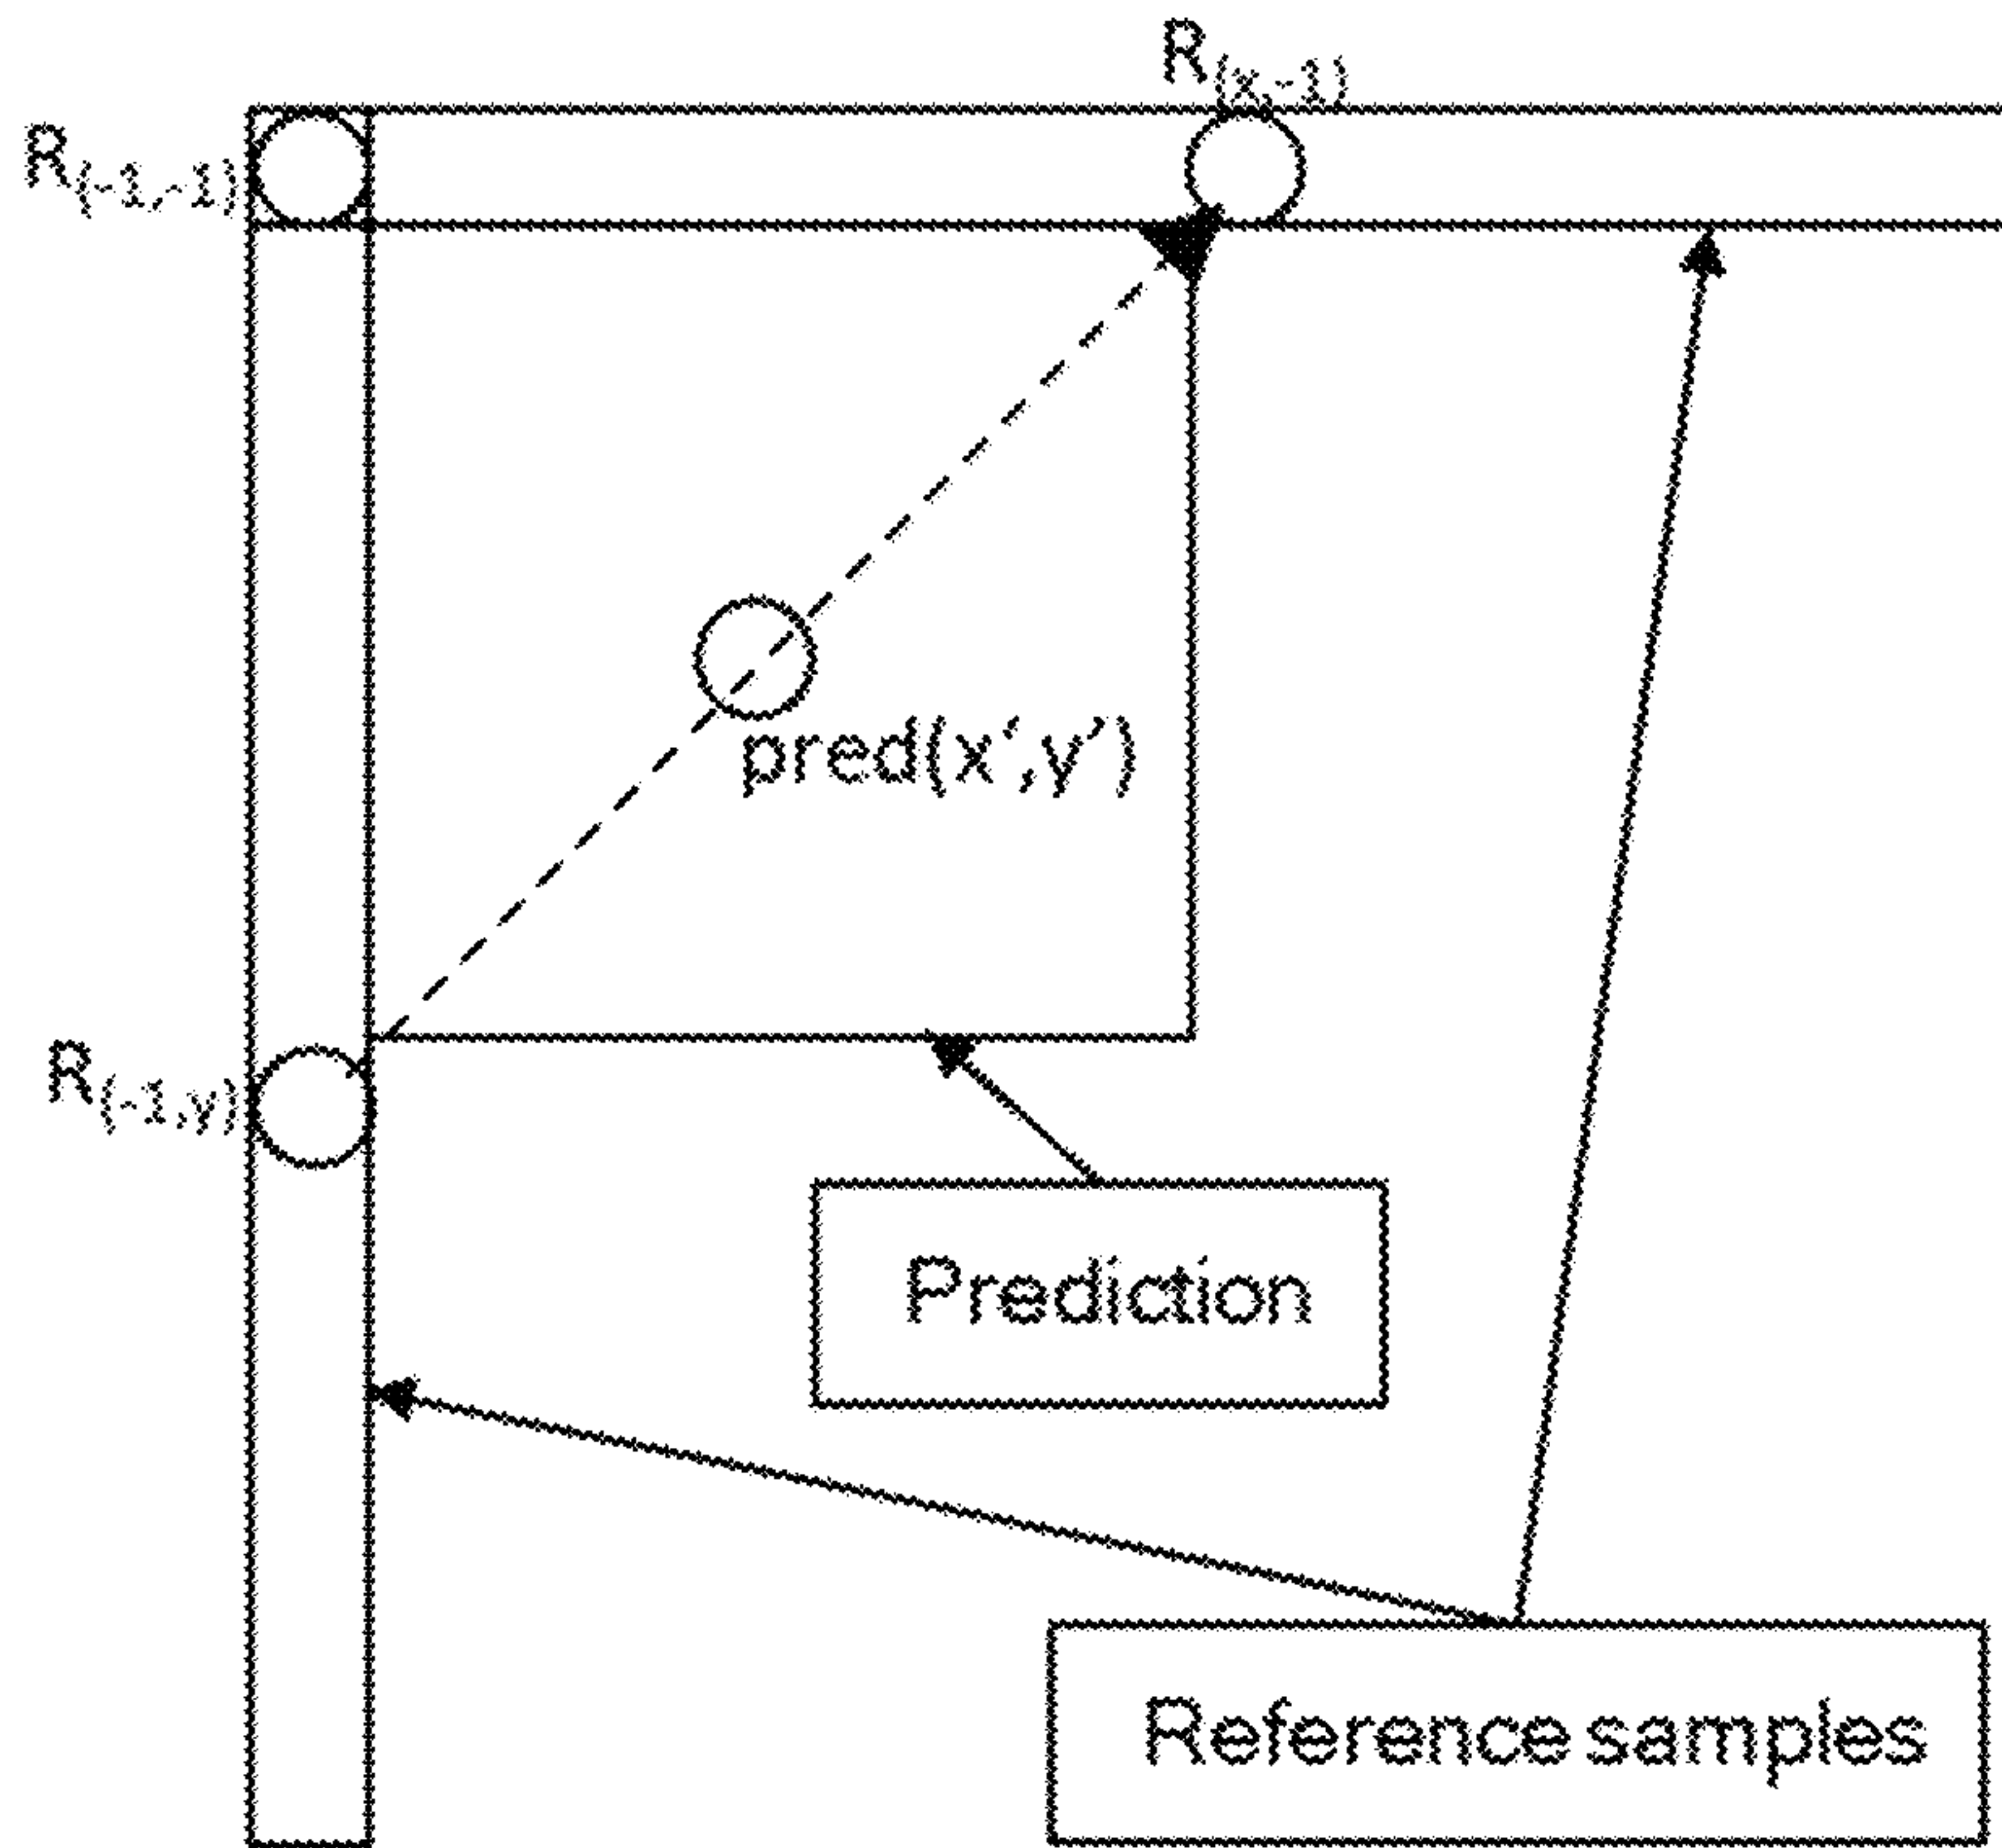 R(x,-1)
R(-1,-1)
pred(x',y')
R(-1,y)
Prediction
Reference samples